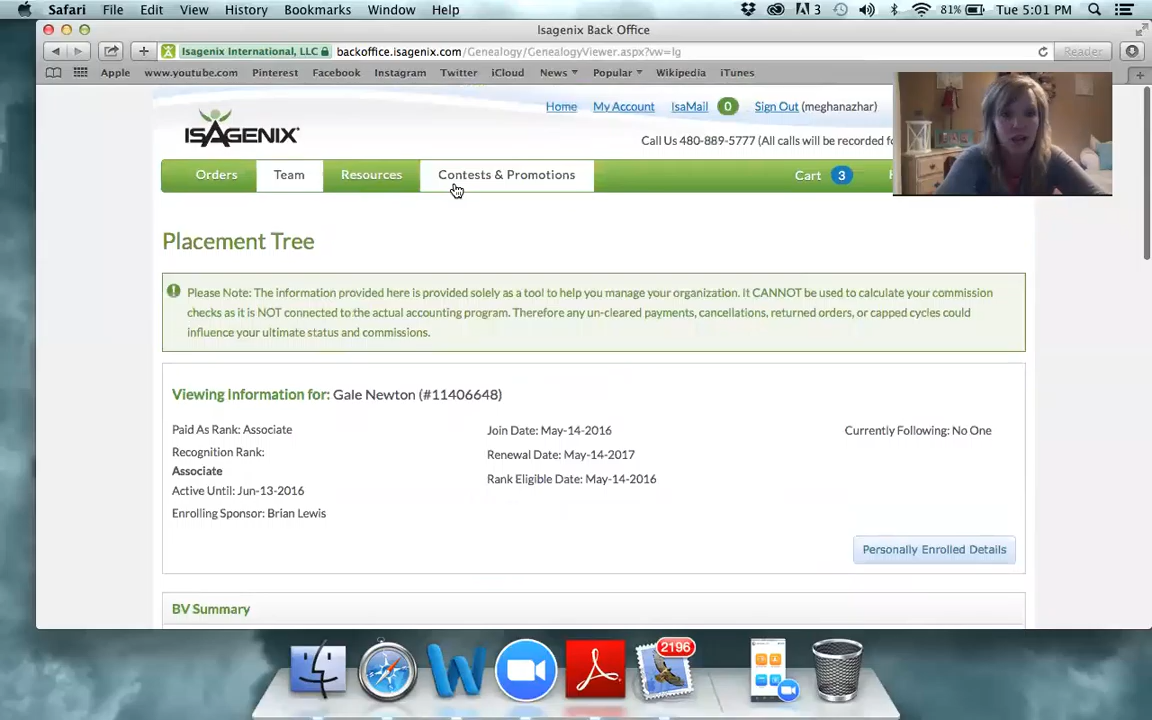 Safari File Edit View History Bookmarks Window Help 3 81% Tue 5:01 PM
Isagenix Back Office
Isagenix International, LLC backoffice.isagenix.com/Genealogy/GenealogyViewer.aspx?vw=lg Reader
Apple www.youtube.com Pinterest Facebook Instagram Twitter iCloud News Popular Wikipedia iTunes
Home My Account IsaMail 0 Sign Out (meghanazhar)
ISAGENIX
Call Us 480-889-5777 (All calls will be recorded
Orders Team Resources Contests & Promotions Cart 3
Placement Tree
Please Note: The information provided here is provided solely as a tool to help you manage your organization. It CANNOT be used to calculate your commission
checks as it is NOT connected to the actual accounting program. Therefore any un-cleared payments, cancellations, returned orders, or capped cycles could
influence your ultimate status and commissions.
Viewing Information for: Gale Newton (#11406648)
Paid As Rank: Associate Join Date: May-14-2016 Currently Following: No One
Recognition Rank: Renewal Date: May-14-2017
Associate Rank Eligible Date: May-14-2016
Active Until: Jun-13-2016
Enrolling Sponsor: Brian Lewis
Personally Enrolled Details
BV Summary
2196